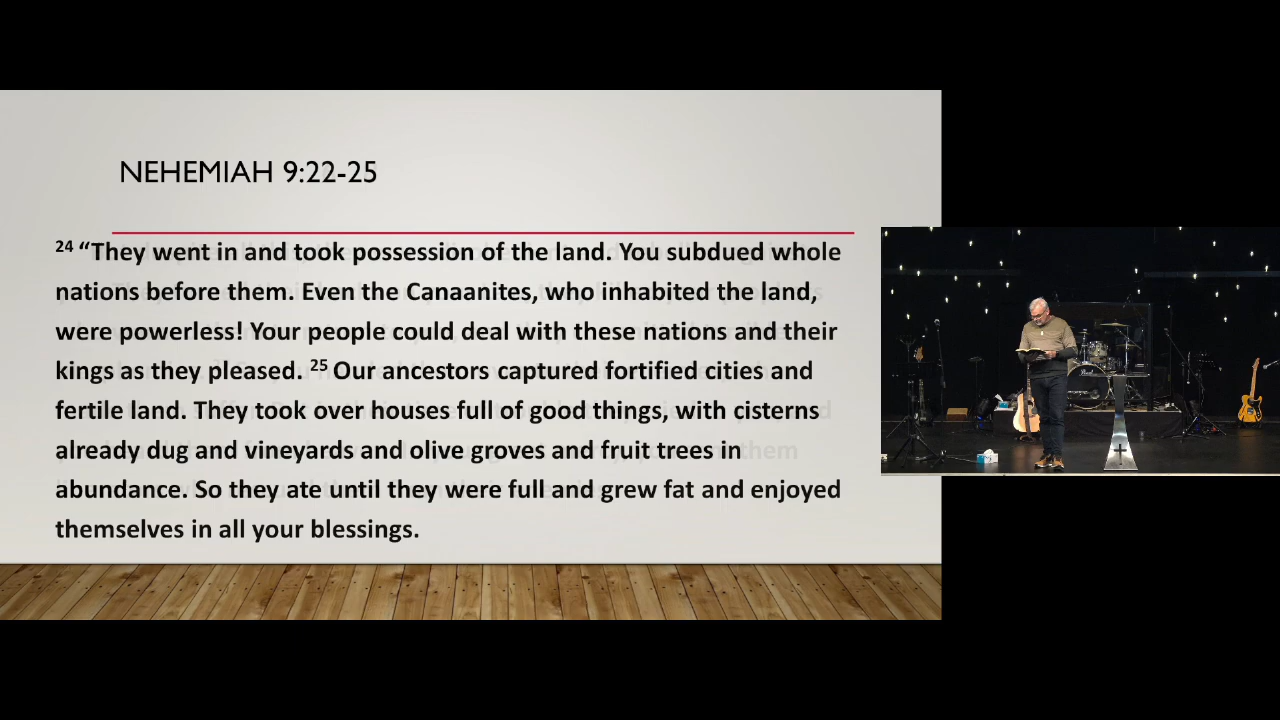 NEHEMIAH 9:22-25
24 “They went in and took possession of the land. You subdued whole
nations before them. Even the Canaanites, who inhabited the land,
were powerless! Your people could deal with these nations and their
kings as they pleased. 25 Our ancestors captured fortified cities and
fertile land. They took over houses full of good things, with cisterns
already dug and vineyards and olive groves and fruit trees in
abundance. So they ate until they were full and grew fat and enjoyed
themselves in all your blessings.